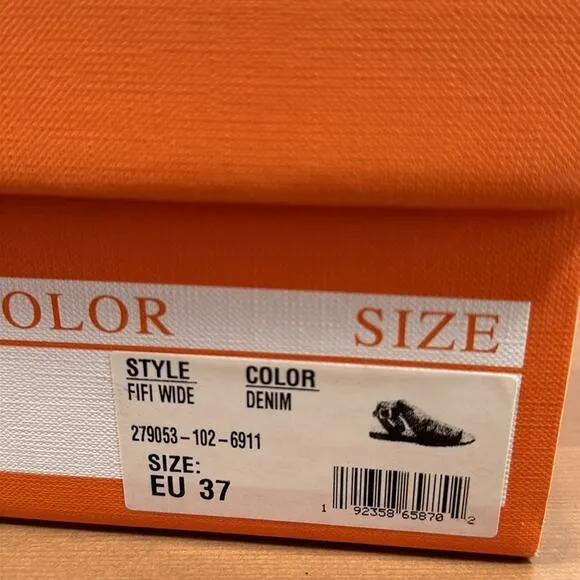 OLOR SIZE
STYLE COLOR
FIFI WIDE DENIM
279053-102-6911
SIZE:
EU 37
1 92358 65870 2